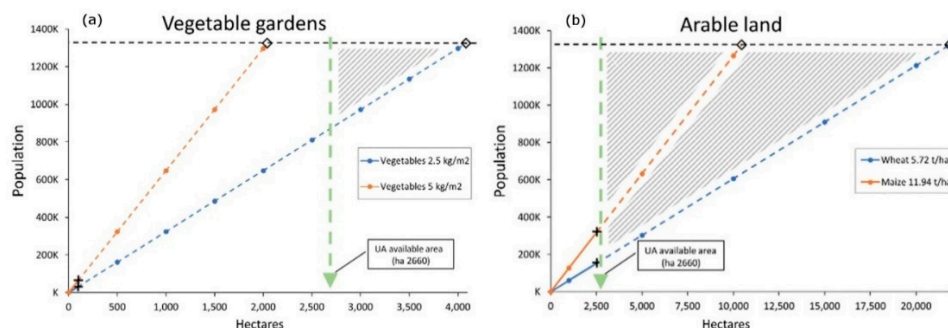 (a) Vegetable gardens
1400K
1200K
1000K
800K
600K
400K
200K
K
Population
0 500 1,000 1,500 2,000 2,500 3,000 3,500 4,000
Hectares
Vegetables 2.5 kg/m2
Vegetables 5 kg/m2
UA available area
(ha 2660)
(b) Arable land
1400K
1200K
1000K
800K
600K
400K
200K
K
Population
0 2,500 5,000 7,500 10,000 12,500 15,000 17,500 20,000
Hectares
Wheat 5.72 t/ha
Maize 11.94 t/ha
UA available area
(ha 2660)